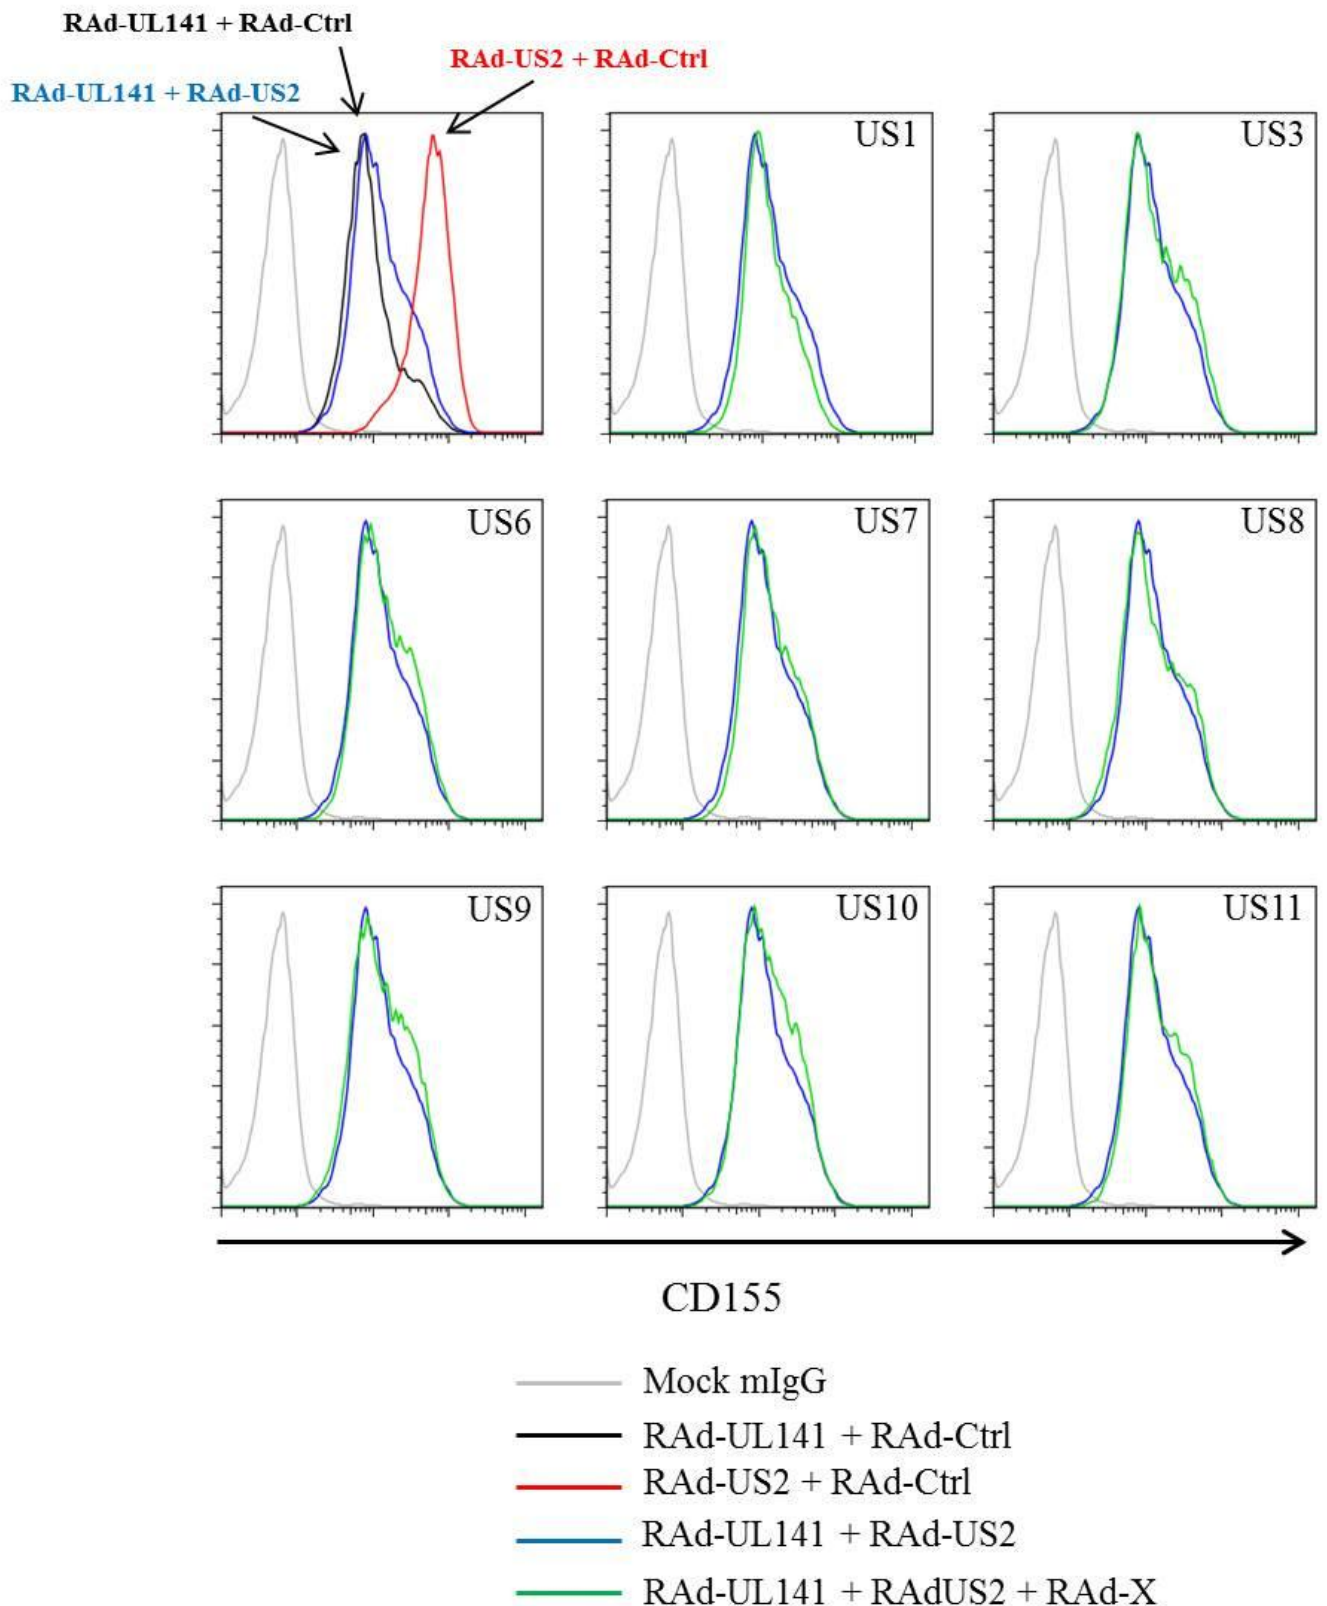 RAd-UL141 + RAd-Ctrl
RAd-US2 + RAd-Ctrl
RAd-UL141 + RAd-US2
US1
US3
US6
US7
US8
US9
US10
US11
CD155
Mock mIgG
RAd-UL141 + RAd-Ctrl
RAd-US2 + RAd-Ctrl
RAd-UL141 + RAd-US2
RAd-UL141 + RAdUS2 + RAd-X